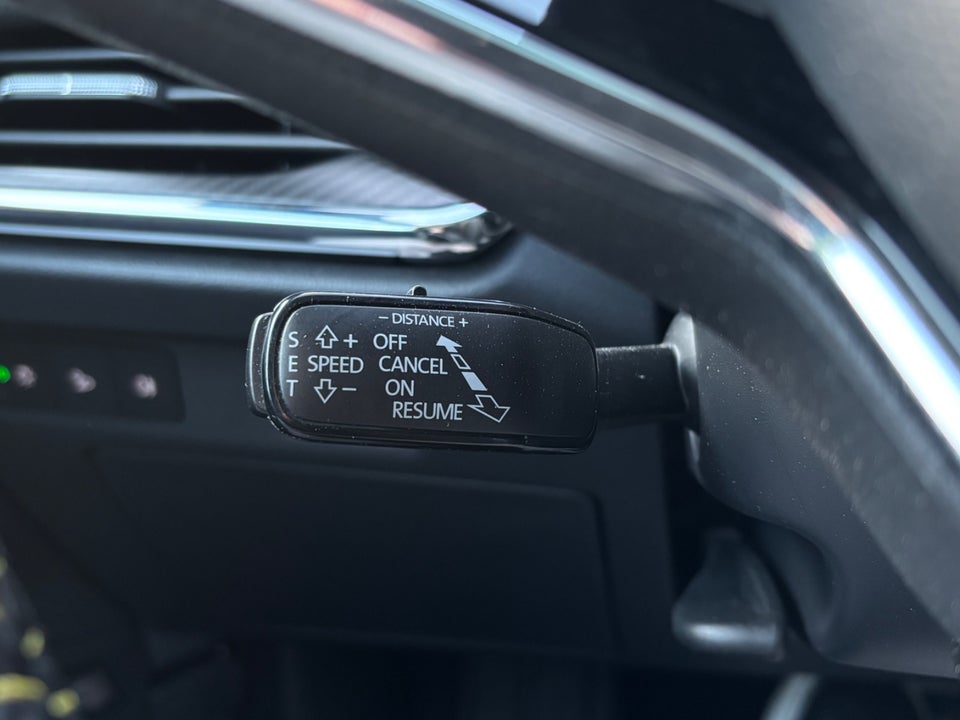 − DISTANCE +
S + OFF
E SPEED CANCEL
T − ON
RESUME